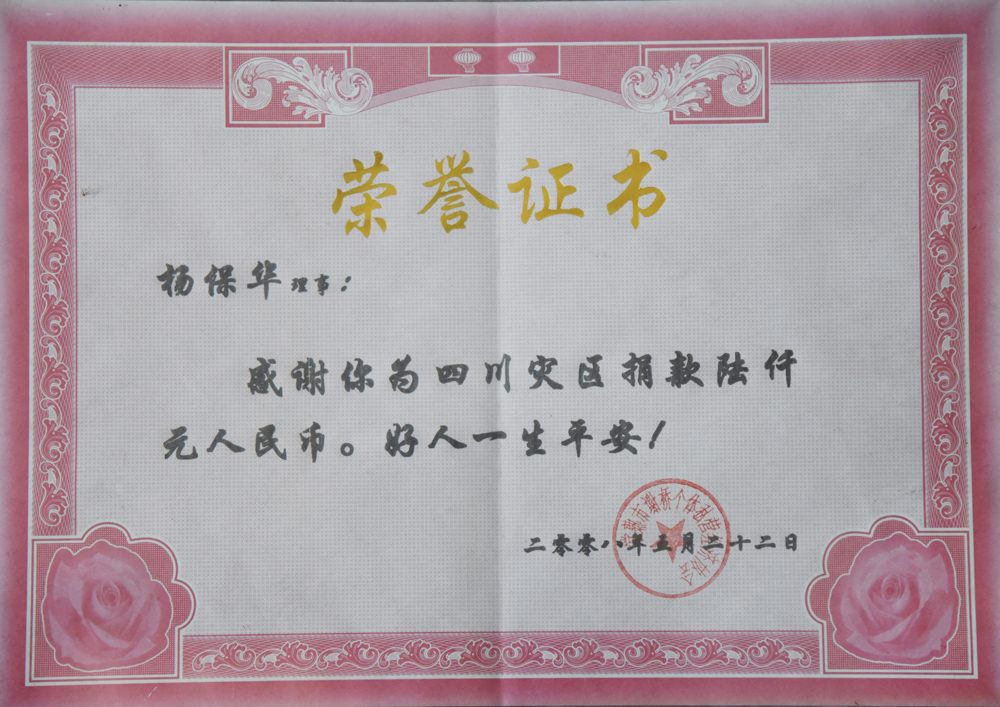 荣誉证书
杨保华理事：
感谢你为四川灾区捐款陆仟
元人民币。好人一生平安！
二零零八年五月二十二日